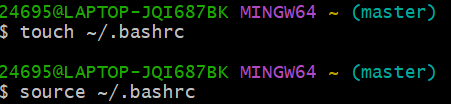 24695@LAPTOP-JQI687BK MINGW64 ~ (master)
$ touch ~/.bashrc
24695@LAPTOP-JQI687BK MINGW64 ~ (master)
$ source ~/.bashrc